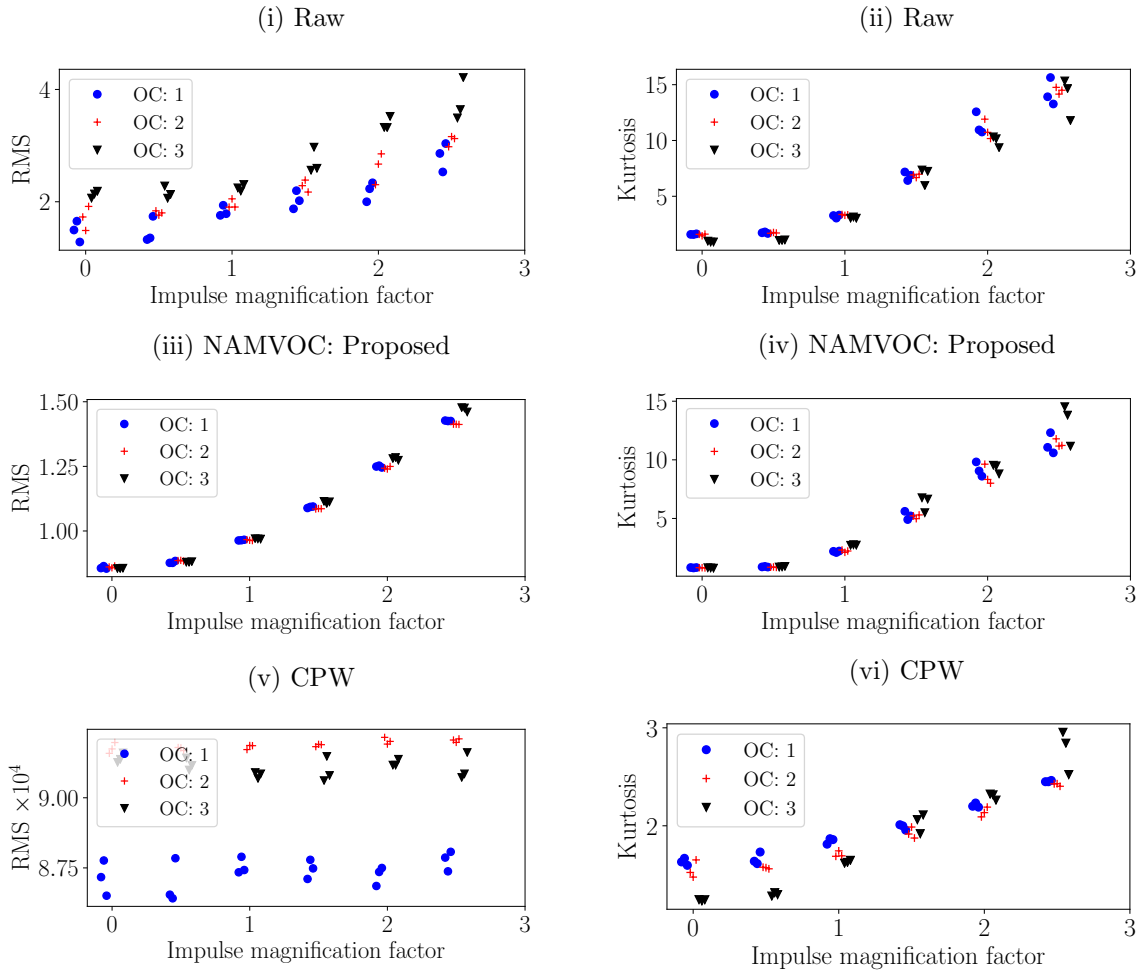 (i) Raw
4
2
RMS
OC: 1
OC: 2
OC: 3
0 1 2 3
Impulse magnification factor
(ii) Raw
15
10
5
Kurtosis
OC: 1
OC: 2
OC: 3
0 1 2 3
Impulse magnification factor
(iii) NAMVOC: Proposed
1.50
1.25
1.00
RMS
OC: 1
OC: 2
OC: 3
0 1 2 3
Impulse magnification factor
(iv) NAMVOC: Proposed
15
10
5
Kurtosis
OC: 1
OC: 2
OC: 3
0 1 2 3
Impulse magnification factor
(v) CPW
9.00
8.75
RMS ×10⁴
OC: 1
OC: 2
OC: 3
0 1 2 3
Impulse magnification factor
(vi) CPW
3
2
Kurtosis
OC: 1
OC: 2
OC: 3
0 1 2 3
Impulse magnification factor